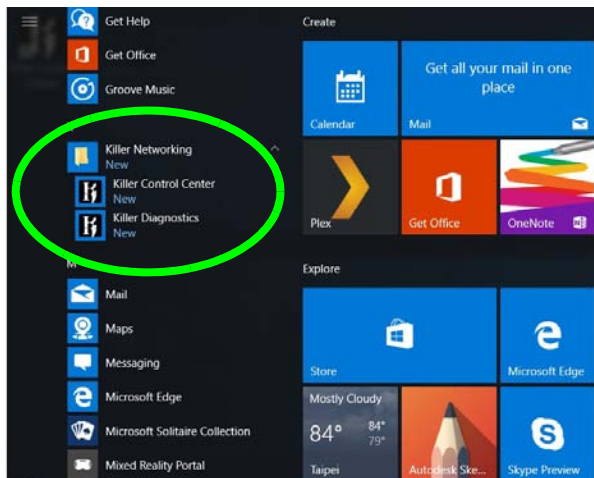 Get Help
Get Office
Groove Music
Killer Networking
New
Killer Control Center
New
Killer Diagnostics
New
M
Mail
Maps
Messaging
Microsoft Edge
Microsoft Solitaire Collection
Mixed Reality Portal
Create
Calendar
Get all your mail in one
place
Mail
Plex
Get Office
OneNote
Explore
Store
Microsoft Edge
Mostly Cloudy
84°
84°
79°
Taipei
Autodesk Ske...
Skype Preview